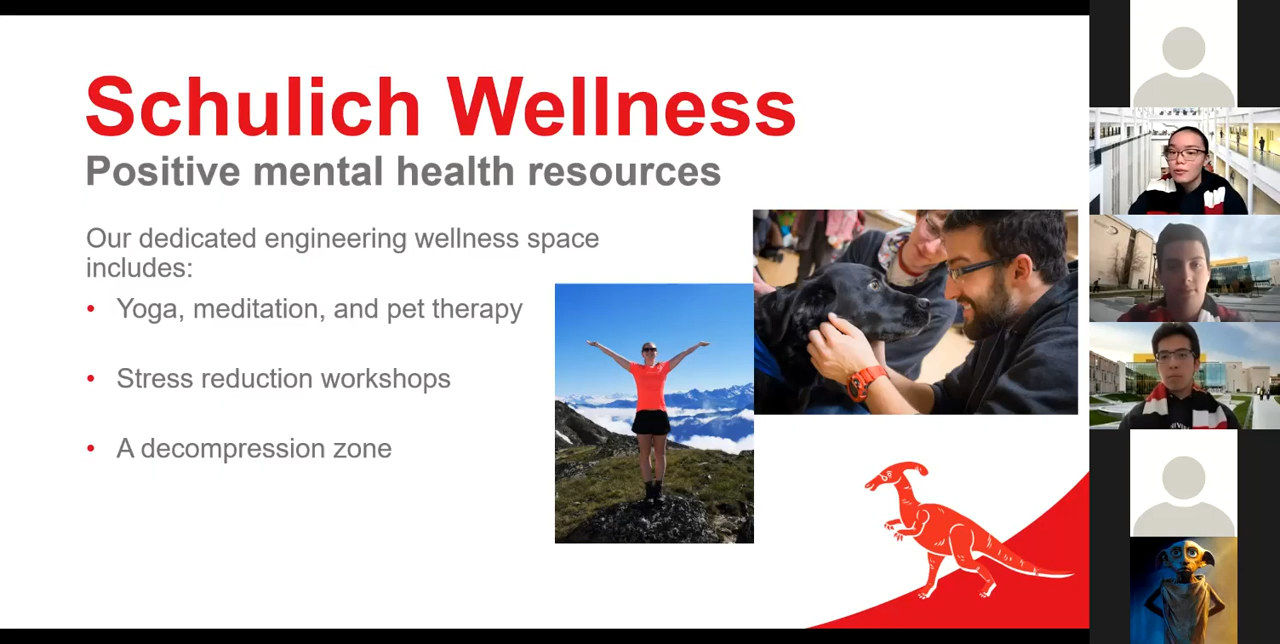 Schulich Wellness
Positive mental health resources
Our dedicated engineering wellness space
includes:
• Yoga, meditation, and pet therapy
• Stress reduction workshops
• A decompression zone